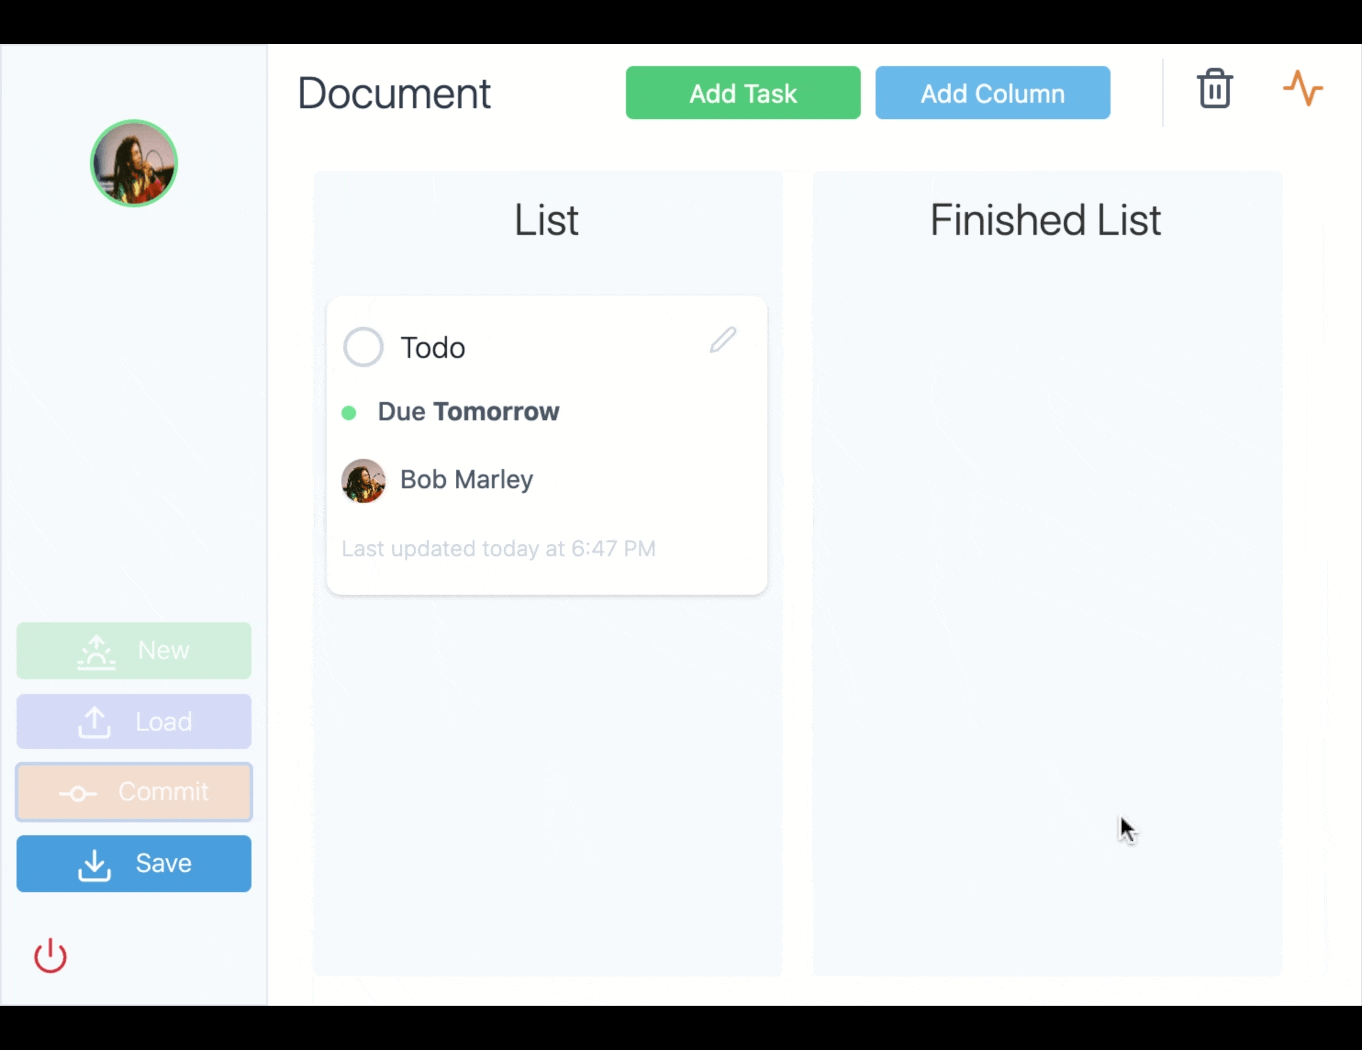 Document
Add Task
Add Column
List
Finished List
Todo
Due Tomorrow
Bob Marley
Last updated today at 6:47 PM
New
Load
Commit
Save